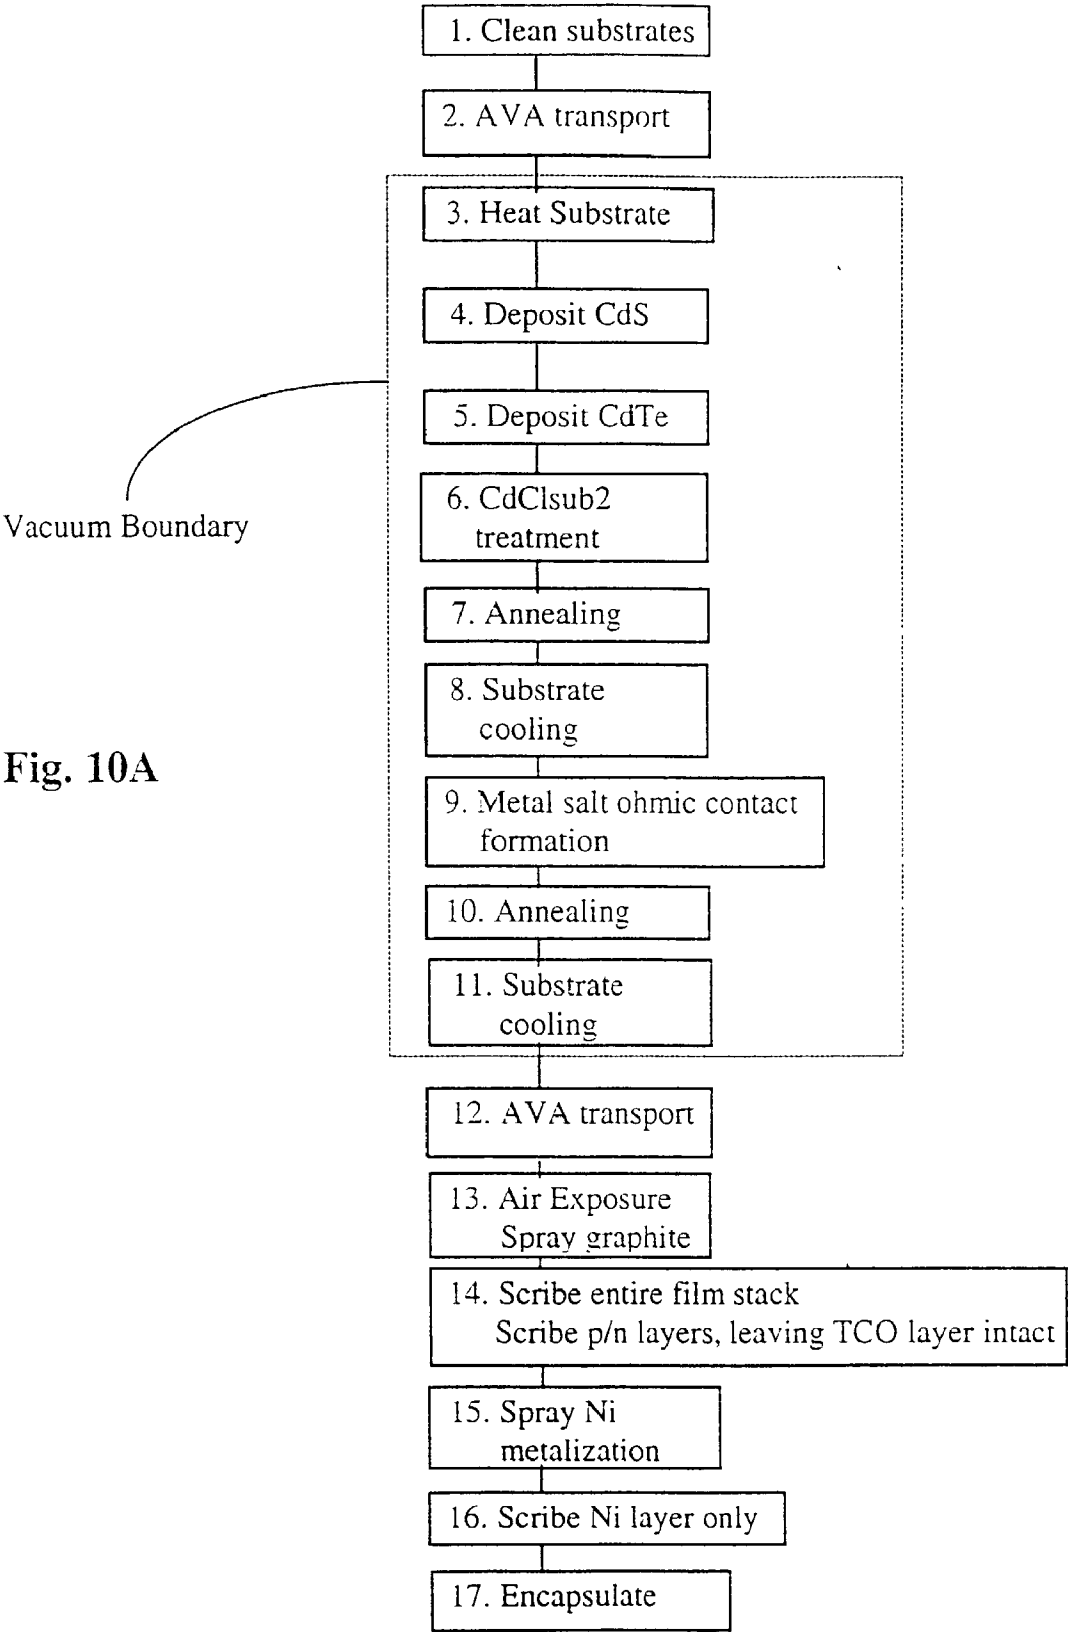 1. Clean substrates
2. AVA transport
3. Heat Substrate
4. Deposit CdS
5. Deposit CdTe
6. CdClsub2
treatment
Vacuum Boundary
7. Annealing
8. Substrate
cooling
Fig. 10A
9. Metal salt ohmic contact
formation
10. Annealing
11. Substrate
cooling
12. AVA transport
13. Air Exposure
Spray graphite
14. Scribe entire film stack
Scribe p/n layers, leaving TCO layer intact
15. Spray Ni
metalization
16. Scribe Ni layer only
17. Encapsulate